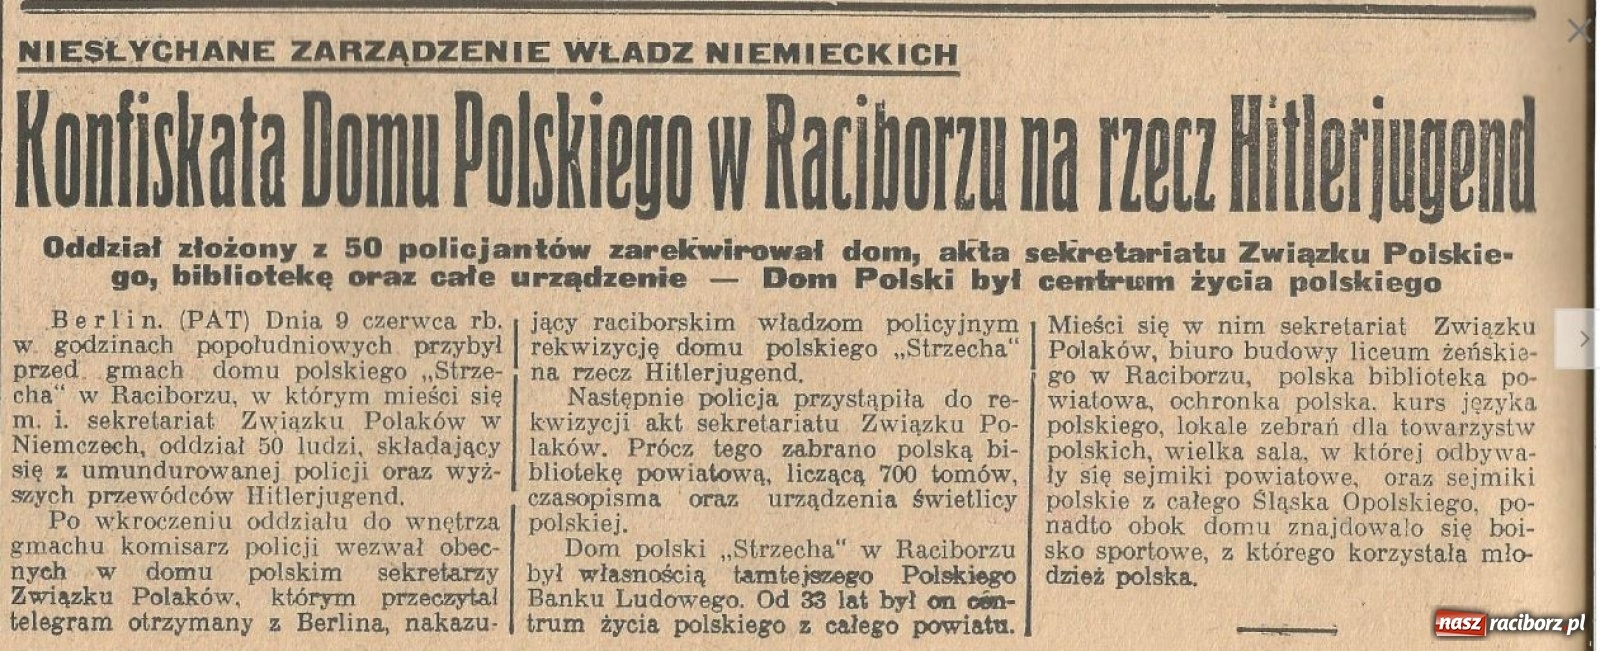 NIESŁYCHANE ZARZĄDZENIE WŁADZ NIEMIECKICH
Konfiskata Domu Polskiego w Raciborzu na rzecz Hitlerjugend
Oddział złożony z 50 policjantów zarekwirował dom, akta sekretariatu Związku Polskie-
go, bibliotekę oraz całe urządzenie — Dom Polski był centrum życia polskiego
Berlin. (PAT) Dnia 9 czerwca rb.
w godzinach popołudniowych przybył
przed gmach domu polskiego „Strze-
cha" w Raciborzu, w którym mieści się
m. i. sekretariat Związku Polaków w
Niemczech, oddział 50 ludzi, składający
się z umundurowanej policji oraz wyż-
szych przewódców Hitlerjugend.
Po wkroczeniu oddziału do wnętrza
gmachu komisarz policji wezwał obec-
nych w domu polskim sekretarzy
Związku Polaków, którym przeczytał
telegram otrzymany z Berlina, nakazu-
jący raciborskim władzom policyjnym
rekwizycję domu polskiego „Strzecha"
na rzecz Hitlerjugend.
Następnie policja przystąpiła do re-
kwizycji akt sekretariatu Związku Po-
laków. Prócz tego zabrano polską bi-
bliotekę powiatową, liczącą 700 tomów,
czasopisma oraz urządzenia świetlicy
polskiej.
Dom polski „Strzecha" w Raciborzu
był własnością tamtejszego Polskiego
Banku Ludowego. Od 33 lat był on cen-
trum życia polskiego z całego powiatu.
Mieści się w nim sekretariat Związku
Polaków, biuro budowy liceum żeńskie-
go w Raciborzu, polska biblioteka po-
wiatowa, ochronka polska. kurs języka
polskiego, lokale zebrań dla towarzystw
polskich, wielka sala, w której odbywa-
ły się sejmiki powiatowe, oraz sejmiki
polskie z całego Śląska Opolskiego, po-
nadto obok domu znajdowało się boi-
sko sportowe, z którego korzystała mło-
dzież polska.
nasz raciborz.pl